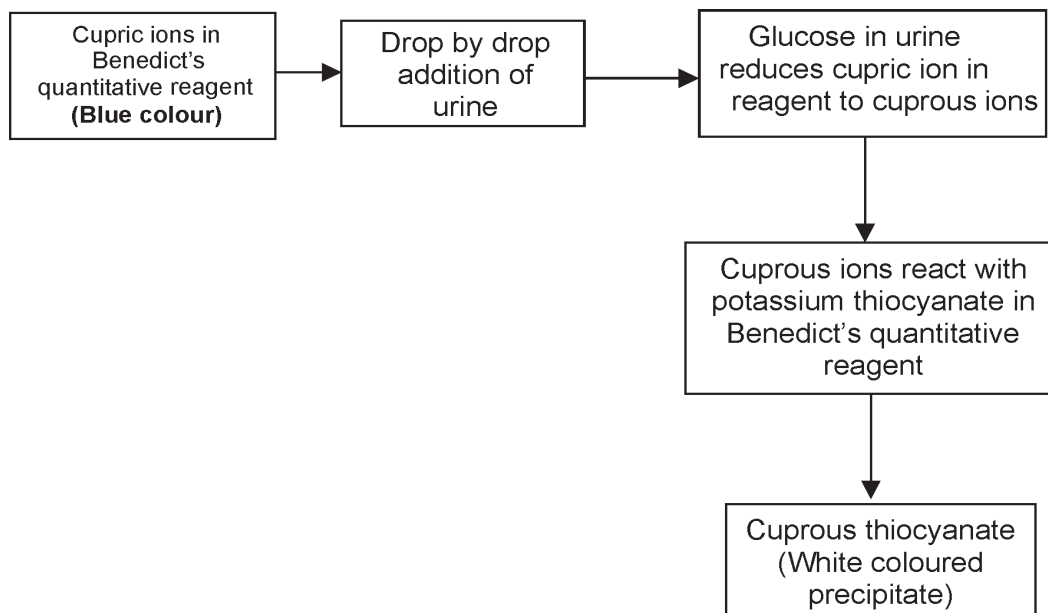 Cupric ions in
Benedict's
quantitative reagent
(Blue colour)
Drop by drop
addition of
urine
Glucose in urine
reduces cupric ion in
reagent to cuprous ions
Cuprous ions react with
potassium thiocyanate in
Benedict's quantitative
reagent
Cuprous thiocyanate
(White coloured
precipitate)